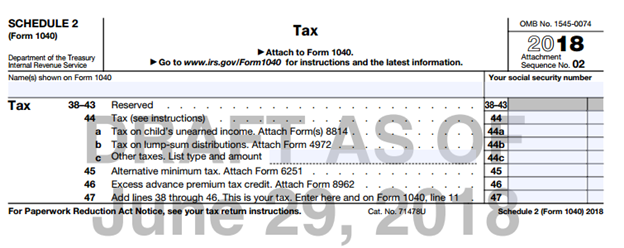 SCHEDULE 2
(Form 1040)
Department of the Treasury
Internal Revenue Service
Tax
▶ Attach to Form 1040.
▶ Go to www.irs.gov/Form1040 for instructions and the latest information.
OMB No. 1545-0074
2018
Attachment
Sequence No. 02
Name(s) shown on Form 1040
Your social security number
Tax
38–43 Reserved . . . . . . . . . . . . . . . . . . . . . . . 38–43
44 Tax (see instructions) . . . . . . . . . . . . . . . . . . . . 44
a Tax on child's unearned income. Attach Form(s) 8814 . . . . . . . . . . 44a
b Tax on lump-sum distributions. Attach Form 4972 . . . . . . . . . . . 44b
c Other taxes. List type and amount 44c
45 Alternative minimum tax. Attach Form 6251 . . . . . . . . . . . . . 45
46 Excess advance premium tax credit. Attach Form 8962 . . . . . . . . . . 46
47 Add lines 38 through 46. This is your tax. Enter here and on Form 1040, line 11 . . 47
For Paperwork Reduction Act Notice, see your tax return instructions. Cat. No. 71478U Schedule 2 (Form 1040) 2018
DRAFT AS OF
June 29, 2018